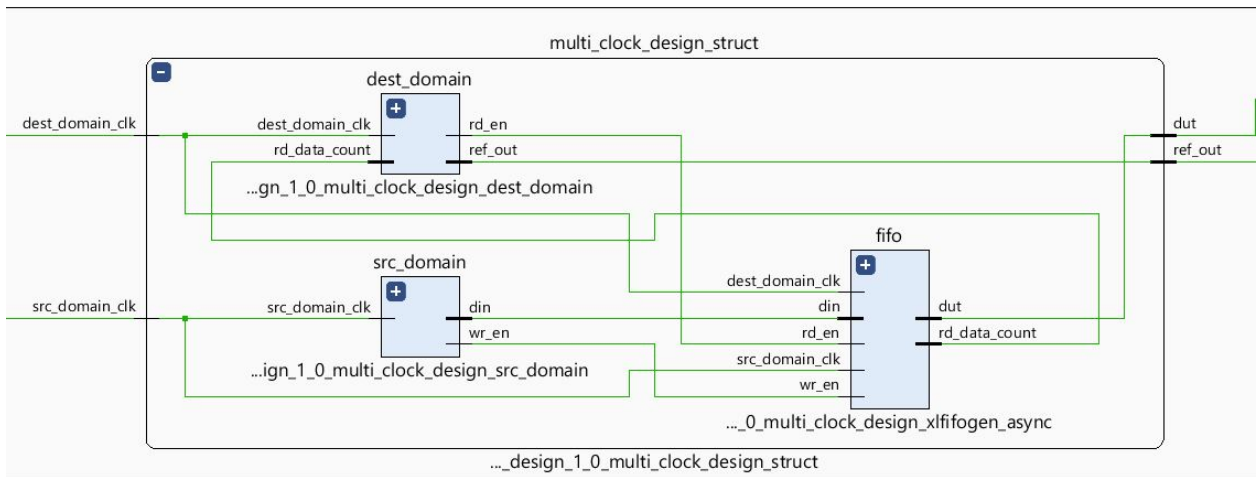 multi_clock_design_struct
dest_domain
dest_domain_clk
dest_domain_clk
rd_en
rd_data_count
ref_out
...gn_1_0_multi_clock_design_dest_domain
dut
ref_out
fifo
src_domain
dest_domain_clk
src_domain_clk
src_domain_clk
din
wr_en
din
dut
rd_en
rd_data_count
src_domain_clk
wr_en
...ign_1_0_multi_clock_design_src_domain
..._0_multi_clock_design_xlfifogen_async
..._design_1_0_multi_clock_design_struct